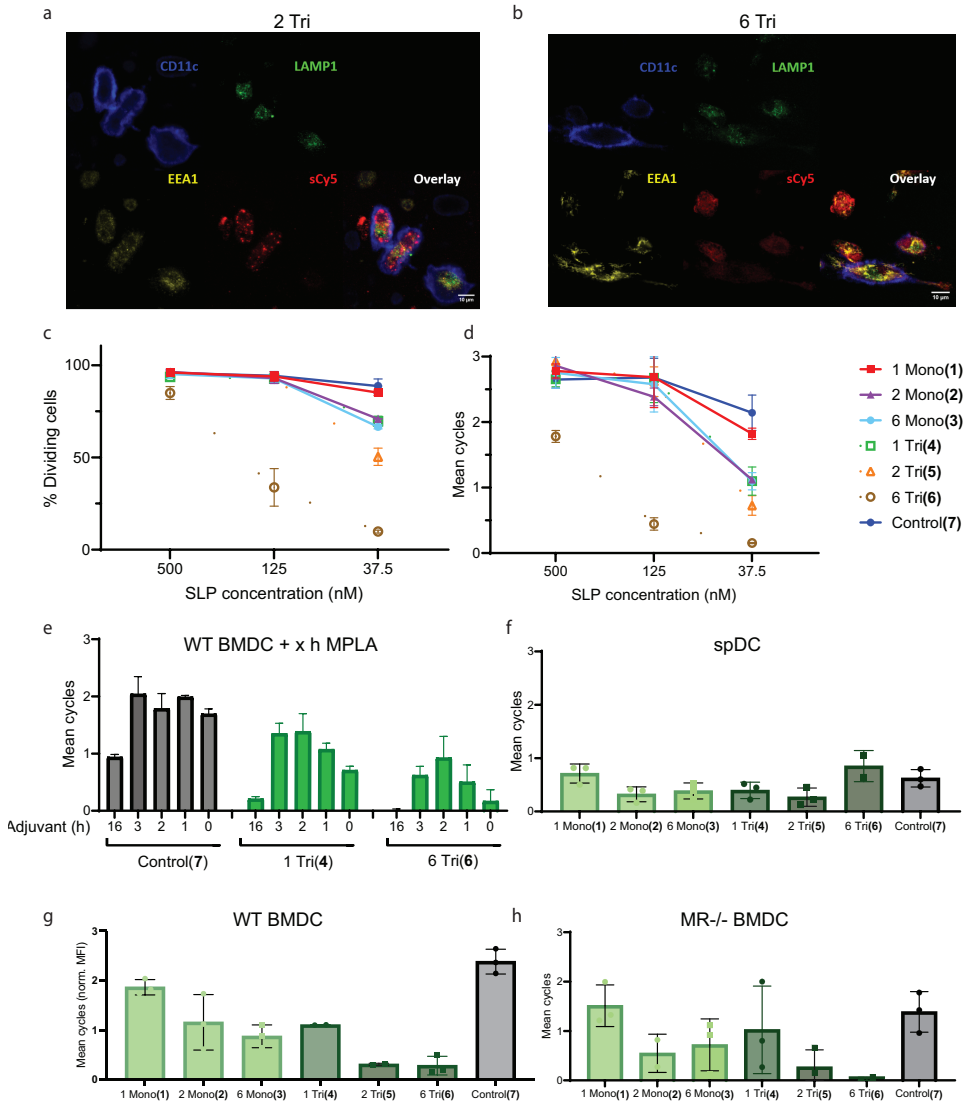 a
2 Tri
CD11c LAMP1
EEA1 sCy5 Overlay
10 µm
b
6 Tri
CD11c LAMP1
EEA1 sCy5 Overlay
10 µm
c
% Dividing cells
100
50
0
500 125 37.5
SLP concentration (nM)
d
Mean cycles
3
2
1
0
500 125 37.5
SLP concentration (nM)
1 Mono(1)
2 Mono(2)
6 Mono(3)
1 Tri(4)
2 Tri(5)
6 Tri(6)
Control(7)
e
WT BMDC + x h MPLA
Mean cycles
3
2
1
0
Adjuvant (h) 16 3 2 1 0 16 3 2 1 0 16 3 2 1 0
Control(7) 1 Tri(4) 6 Tri(6)
f
spDC
Mean cycles
3
2
1
0
1 Mono(1) 2 Mono(2) 6 Mono(3) 1 Tri(4) 2 Tri(5) 6 Tri(6) Control(7)
g
WT BMDC
Mean cycles (norm. MFI)
3
2
1
0
1 Mono(1) 2 Mono(2) 6 Mono(3) 1 Tri(4) 2 Tri(5) 6 Tri(6) Control(7)
h
MR-/- BMDC
Mean cycles
3
2
1
0
1 Mono(1) 2 Mono(2) 6 Mono(3) 1 Tri(4) 2 Tri(5) 6 Tri(6) Control(7)